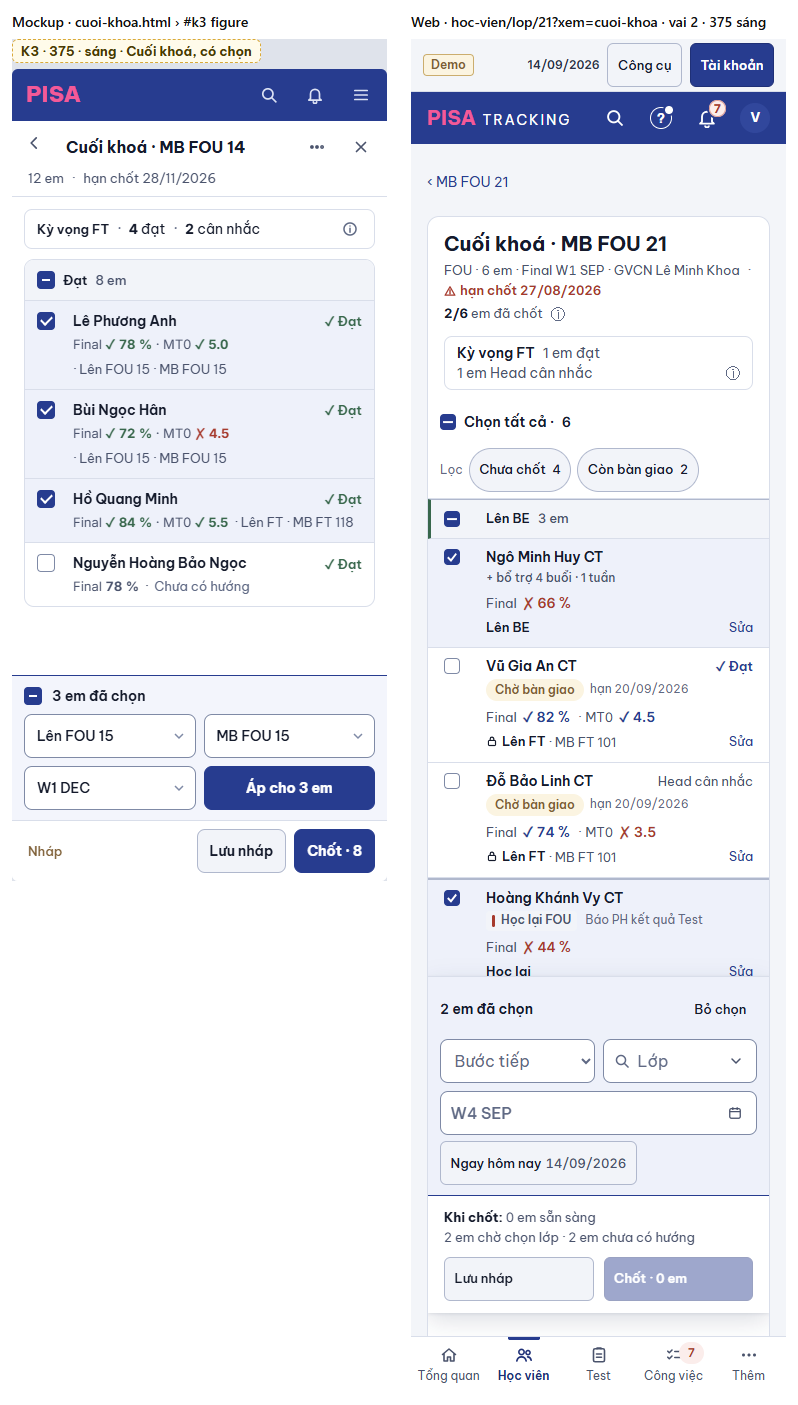 Mockup · cuoi-khoa.html › #k3 figure
K3 · 375 · sáng · Cuối khoá, có chọn
PISA
Cuối khoá · MB FOU 14
12 em · hạn chốt 28/11/2026
Kỳ vọng FT · 4 đạt · 2 cân nhắc
Đạt 8 em
Lê Phương Anh ✓ Đạt
Final ✓ 78 % · MT0 ✓ 5.0
· Lên FOU 15 · MB FOU 15
Bùi Ngọc Hân ✓ Đạt
Final ✓ 72 % · MT0 ✗ 4.5
· Lên FOU 15 · MB FOU 15
Hồ Quang Minh ✓ Đạt
Final ✓ 84 % · MT0 ✓ 5.5 · Lên FT · MB FT 118
Nguyễn Hoàng Bảo Ngọc ✓ Đạt
Final 78 % · Chưa có hướng
3 em đã chọn
Lên FOU 15 MB FOU 15
W1 DEC Áp cho 3 em
Nháp Lưu nháp Chốt · 8
Web · hoc-vien/lop/21?xem=cuoi-khoa · vai 2 · 375 sáng
Demo 14/09/2026 Công cụ Tài khoản
PISA TRACKING ? 7 V
‹ MB FOU 21
Cuối khoá · MB FOU 21
FOU · 6 em · Final W1 SEP · GVCN Lê Minh Khoa ·
⚠ hạn chốt 27/08/2026
2/6 em đã chốt
Kỳ vọng FT 1 em đạt
1 em Head cân nhắc
Chọn tất cả · 6
Lọc Chưa chốt 4 Còn bàn giao 2
Lên BE 3 em
Ngô Minh Huy CT
+ bổ trợ 4 buổi · 1 tuần
Final ✗ 66 %
Lên BE Sửa
Vũ Gia An CT ✓ Đạt
Chờ bàn giao hạn 20/09/2026
Final ✓ 82 % · MT0 ✓ 4.5
Lên FT · MB FT 101 Sửa
Đỗ Bảo Linh CT Head cân nhắc
Chờ bàn giao hạn 20/09/2026
Final ✓ 74 % · MT0 ✗ 3.5
Lên FT · MB FT 101 Sửa
Hoàng Khánh Vy CT
Học lại FOU Báo PH kết quả Test
Final ✗ 44 %
Học lại Sửa
2 em đã chọn Bỏ chọn
Bước tiếp Lớp
W4 SEP
Ngay hôm nay 14/09/2026
Khi chốt: 0 em sẵn sàng
2 em chờ chọn lớp · 2 em chưa có hướng
Lưu nháp Chốt · 0 em
7
Tổng quan Học viên Test Công việc Thêm